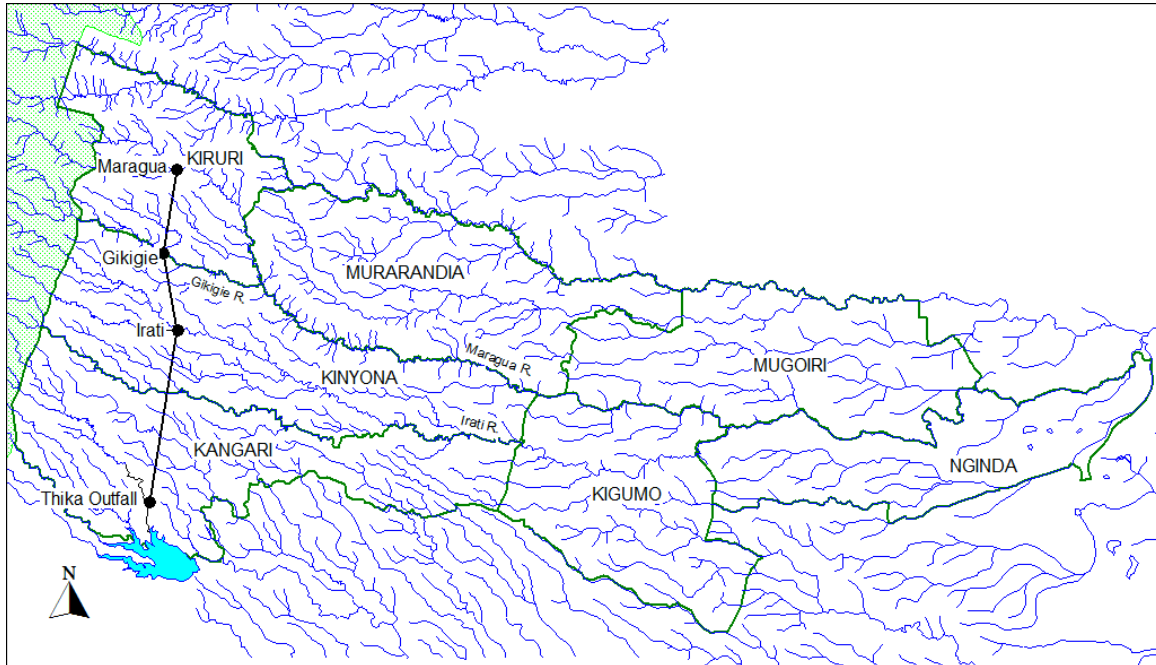 Maragua
KIRURI
Gikigie
MURARANDIA
Gikigie R.
Irati
Maragua R.
MUGOIRI
KINYONA
Irati R.
KANGARI
NGINDA
Thika Outfall
KIGUMO
N